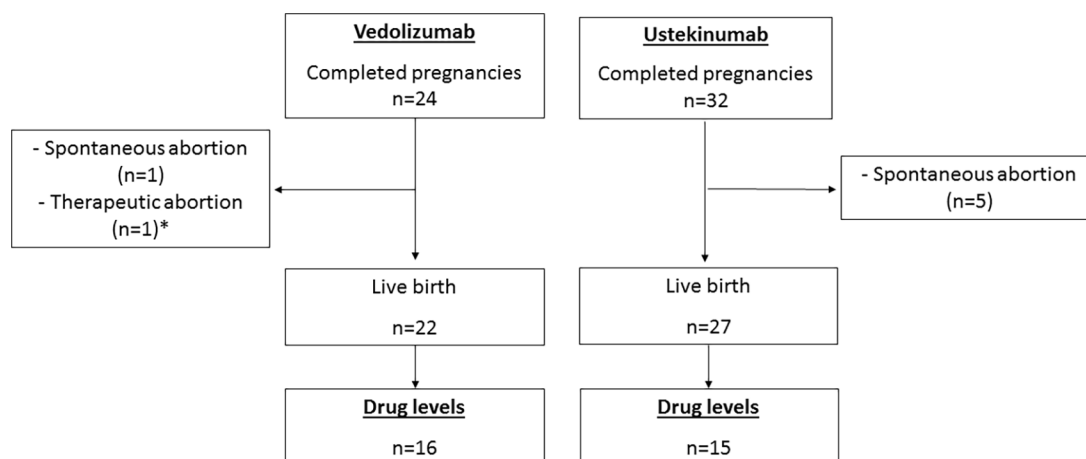 Vedolizumab
Completed pregnancies
n=24
Ustekinumab
Completed pregnancies
n=32
- Spontaneous abortion
(n=1)
- Therapeutic abortion
(n=1)*
- Spontaneous abortion
(n=5)
Live birth
n=22
Live birth
n=27
Drug levels
n=16
Drug levels
n=15